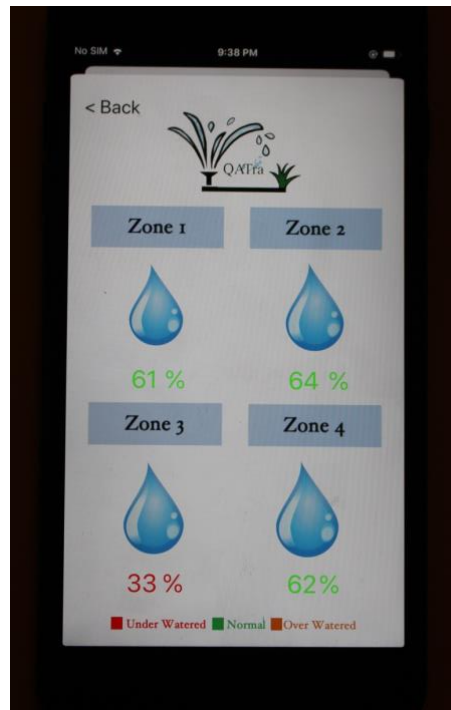 No SIM 9:38 PM
< Back
QATra
Zone 1 Zone 2
61 % 64 %
Zone 3 Zone 4
33 % 62%
Under Watered Normal Over Watered